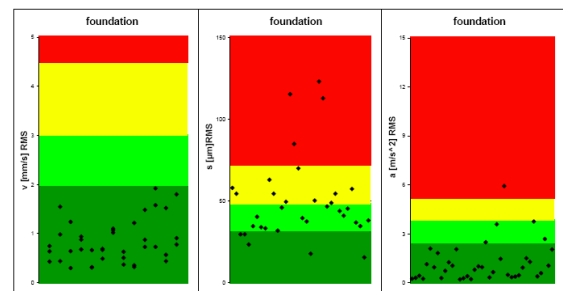 foundation
foundation
foundation
v [mm/s] RMS
5
4
3
2
1
0
s [µm]RMS
150
100
50
0
a [m/s^2] RMS
15
12
9
6
3
0